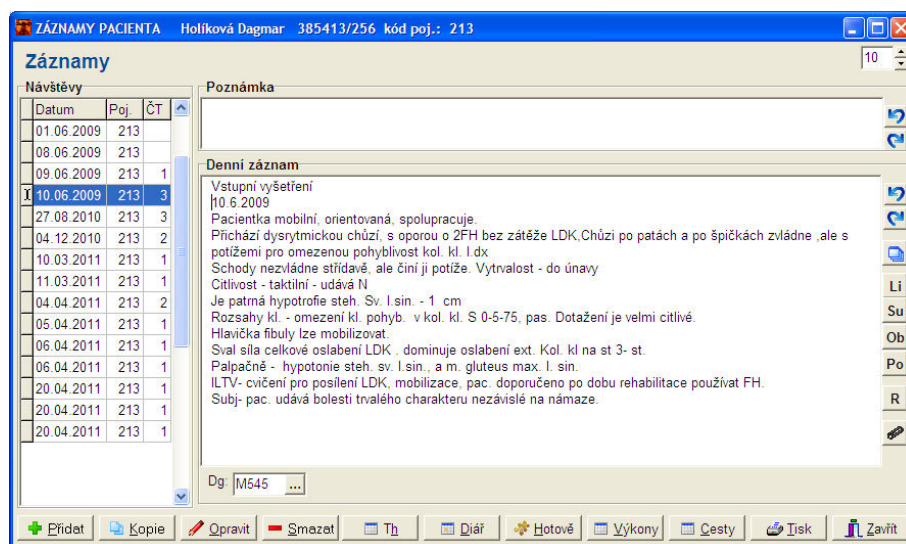 ZÁZNAMY PACIENTA Holíková Dagmar 385413/256 kód poj.: 213
Záznamy
10
Návštěvy
Datum Poj. ČT
01.06.2009 213
08.06.2009 213
09.06.2009 213 1
10.06.2009 213 3
27.08.2010 213 3
04.12.2010 213 2
10.03.2011 213 1
11.03.2011 213 1
04.04.2011 213 2
05.04.2011 213 1
06.04.2011 213 1
06.04.2011 213 1
20.04.2011 213 1
20.04.2011 213 1
20.04.2011 213 1
Poznámka
Denní záznam
Vstupní vyšetření
10.6.2009
Pacientka mobilní, orientovaná, spolupracuje.
Přichází dysrytmickou chůzí, s oporou o 2FH bez zátěže LDK,Chůzi po patách a po špičkách zvládne ,ale s
potížemi pro omezenou pohyblivost kol. kl. l.dx
Schody nezvládne střídavě, ale činí ji potíže. Vytrvalost - do únavy
Citlivost - taktilní - udává N
Je patrná hypotrofie steh. Sv. l.sin. - 1 cm
Rozsahy kl. - omezení kl. pohyb. v kol. kl. S 0-5-75, pas. Dotažení je velmi citlivé.
Hlavička fibuly lze mobilizovat.
Sval síla celkové oslabení LDK . dominuje oslabení ext. Kol. kl na st 3- st.
Palpačně - hypotonie steh. sv. l.sin., a m. gluteus max. l. sin.
ILTV- cvičení pro posílení LDK, mobilizace, pac. doporučeno po dobu rehabilitace používat FH.
Subj- pac. udává bolesti trvalého charakteru nezávislé na námaze.
Li
Su
Ob
Po
R
Dg: M545 ...
Přidat Kopie Opravit Smazat Th Diář Hotově Výkony Cesty Tisk Zavřít